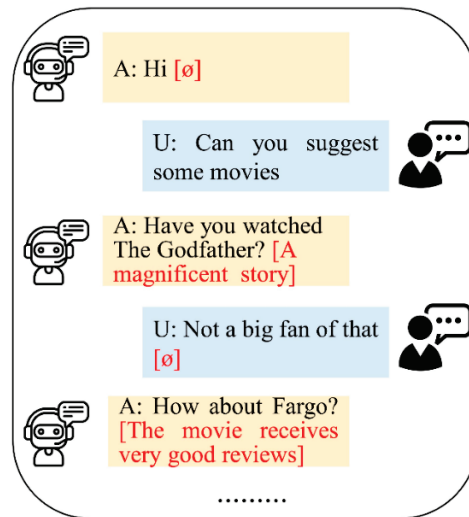 A: Hi [ø]
U: Can you suggest
some movies
A: Have you watched
The Godfather? [A
magnificent story]
U: Not a big fan of that
[ø]
A: How about Fargo?
[The movie receives
very good reviews]
.........